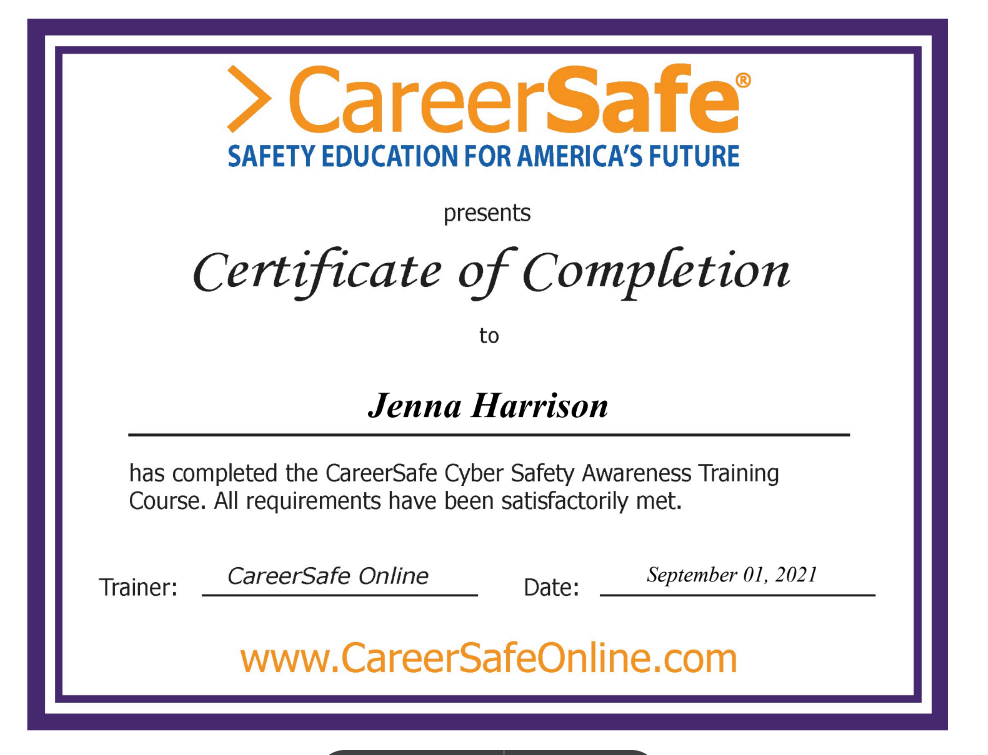 > CareerSafe®
SAFETY EDUCATION FOR AMERICA'S FUTURE
presents
Certificate of Completion
to
Jenna Harrison
has completed the CareerSafe Cyber Safety Awareness Training
Course. All requirements have been satisfactorily met.
Trainer: CareerSafe Online Date: September 01, 2021
www.CareerSafeOnline.com